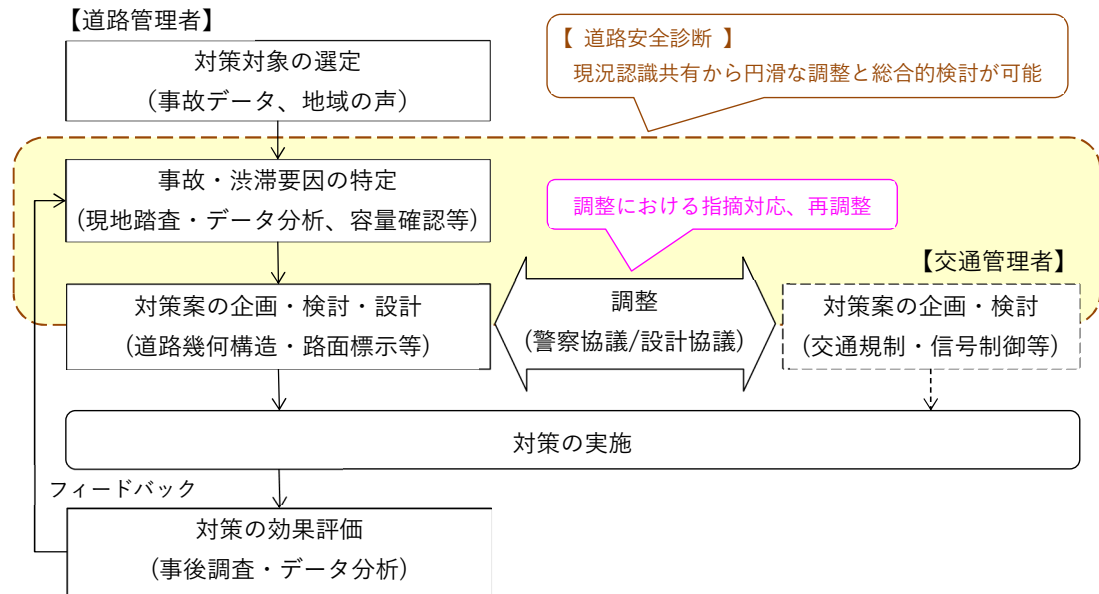 【道路管理者】
対策対象の選定
(事故データ、地域の声)
【 道路安全診断 】
現況認識共有から円滑な調整と総合的検討が可能
事故・渋滞要因の特定
(現地踏査・データ分析、容量確認等)
調整における指摘対応、再調整
【交通管理者】
対策案の企画・検討・設計
(道路幾何構造・路面標示等)
調整
(警察協議/設計協議)
対策案の企画・検討
(交通規制・信号制御等)
対策の実施
フィードバック
対策の効果評価
(事後調査・データ分析)